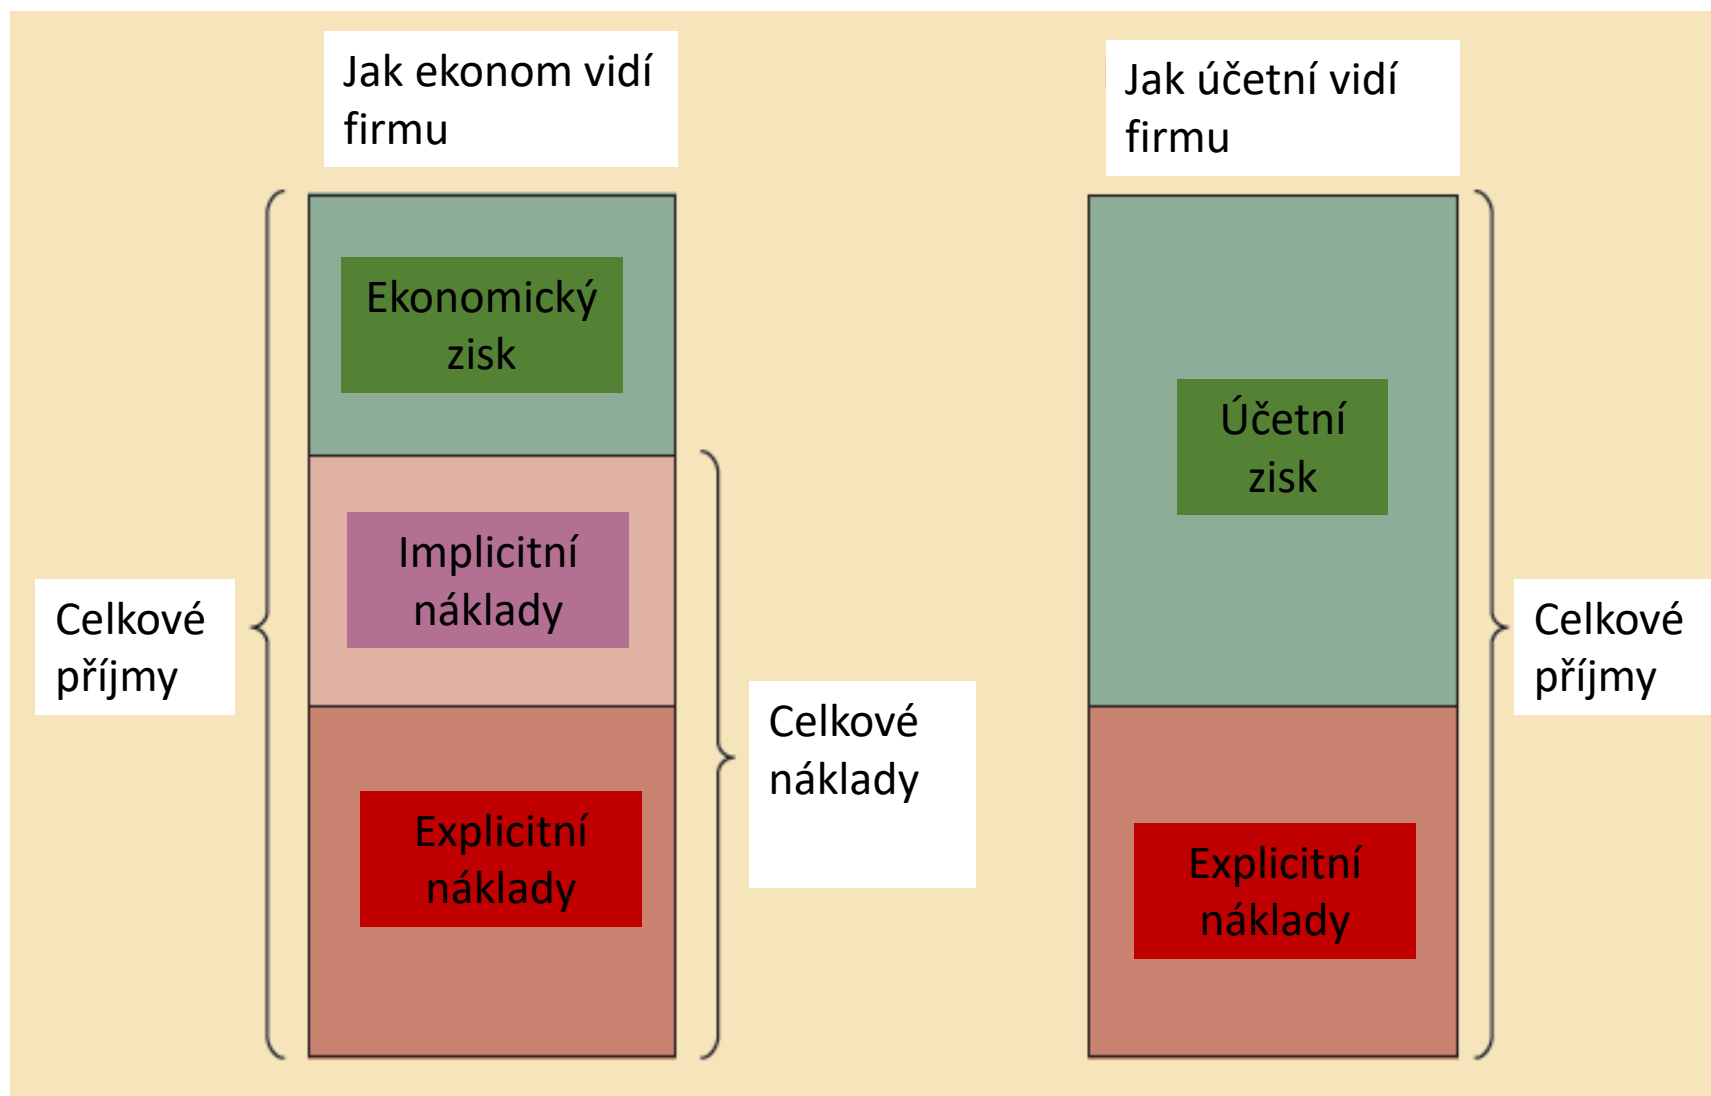 Jak ekonom vidí
firmu
Jak účetní vidí
firmu
Ekonomický
zisk
Účetní
zisk
Implicitní
náklady
Celkové
příjmy
Celkové
příjmy
Celkové
náklady
Explicitní
náklady
Explicitní
náklady